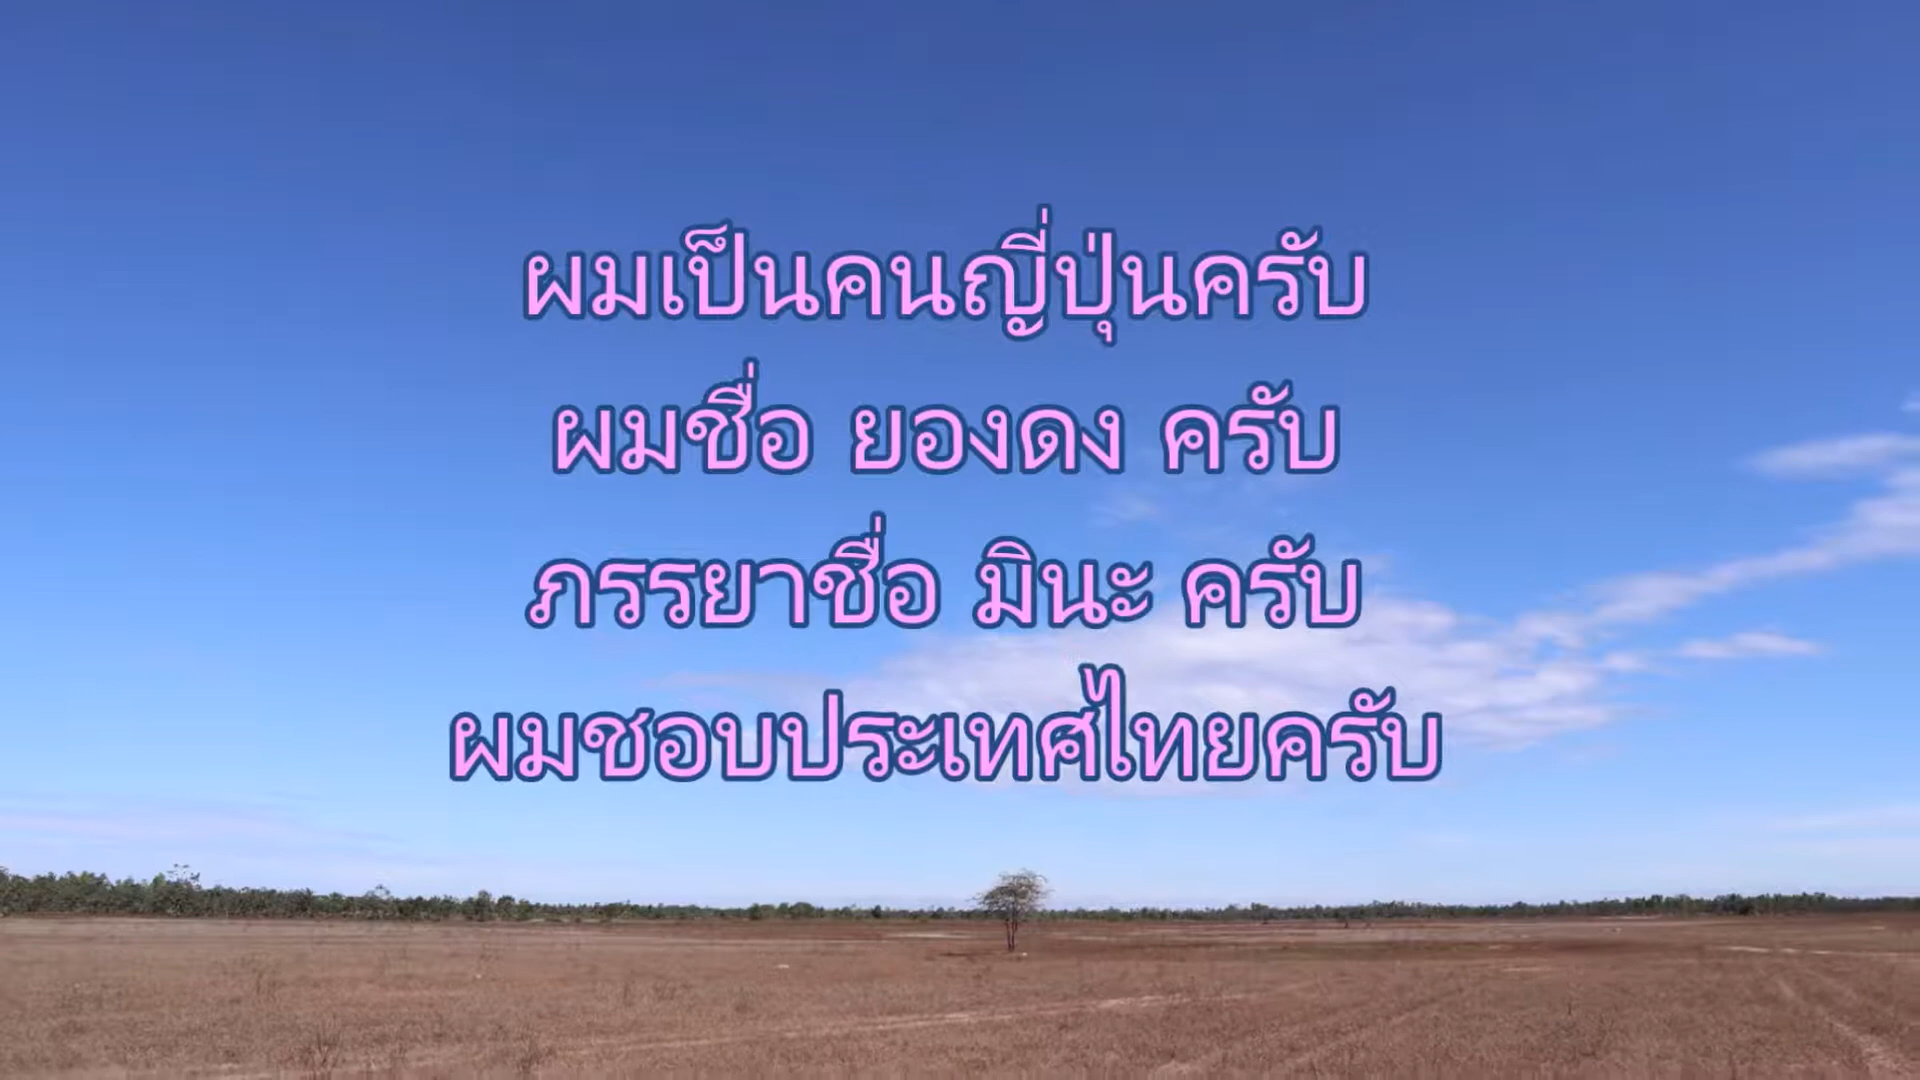 ผมเป็นคนญี่ปุ่นครับ
ผมชื่อ ยองดง ครับ
ภรรยาชื่อ มินะ ครับ
ผมชอบประเทศไทยครับ